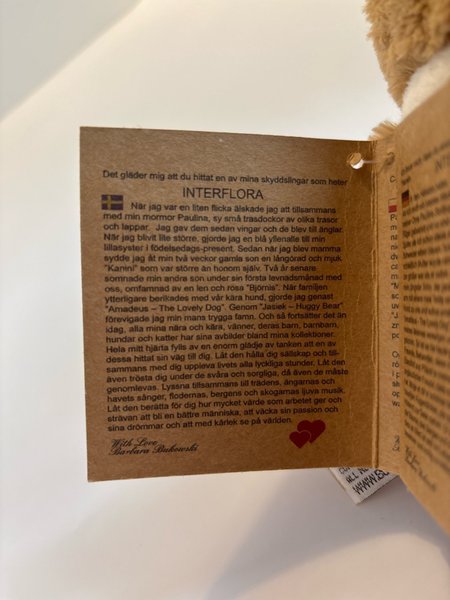 Det gläder mig att du hittat en av mina skyddslingar som heter
INTERFLORA
När jag var en liten flicka älskade jag att tillsammans
med min mormor Paulina, sy små trasdockor av olika trasor
och lappar. Jag gav dem sedan vingar och de blev till änglar.
När jag blivit lite större, gjorde jag en blå yllenalle till min
lillasyster i födelsedags-present. Sedan när jag blev mamma
sydde jag åt min två veckor gamla son en långörad och mjuk
"Kanini" som var större än honom själv. Två år senare
somnade min andra son under sin första levnadsmånad med
oss, omfamnad av en len och rosa "Björnis". När familjen
ytterligare berikades med vår kära hund, gjorde jag genast
"Amadeus – The Lovely Dog". Genom "Jasiek – Huggy Bear"
förevigade jag min mans trygga famn. Och så fortsätter det än
idag, alla mina nära och kära, vänner, deras barn, barnbarn,
hundar och katter har sina avbilder bland mina kollektioner.
Hela mitt hjärta fylls av en enorm glädje av tanken att en av
dessa hittat sin väg till dig. Låt den hålla dig sällskap och till-
sammans med dig uppleva livets alla lyckliga stunder. Låt den
även trösta dig under de svåra och sorgliga, då även de måste
genomlevas. Lyssna tillsammans till trädens, ängarnas och
havets sånger, flodernas, bergens och skogarnas ljuva musik.
Låt den berätta för dig hur mycket värde som arbetet ger och
strävan att bli en bättre människa, att väcka sin passion och
sina drömmar och att med kärlek se på världen.
With Love
Barbara Bukowski